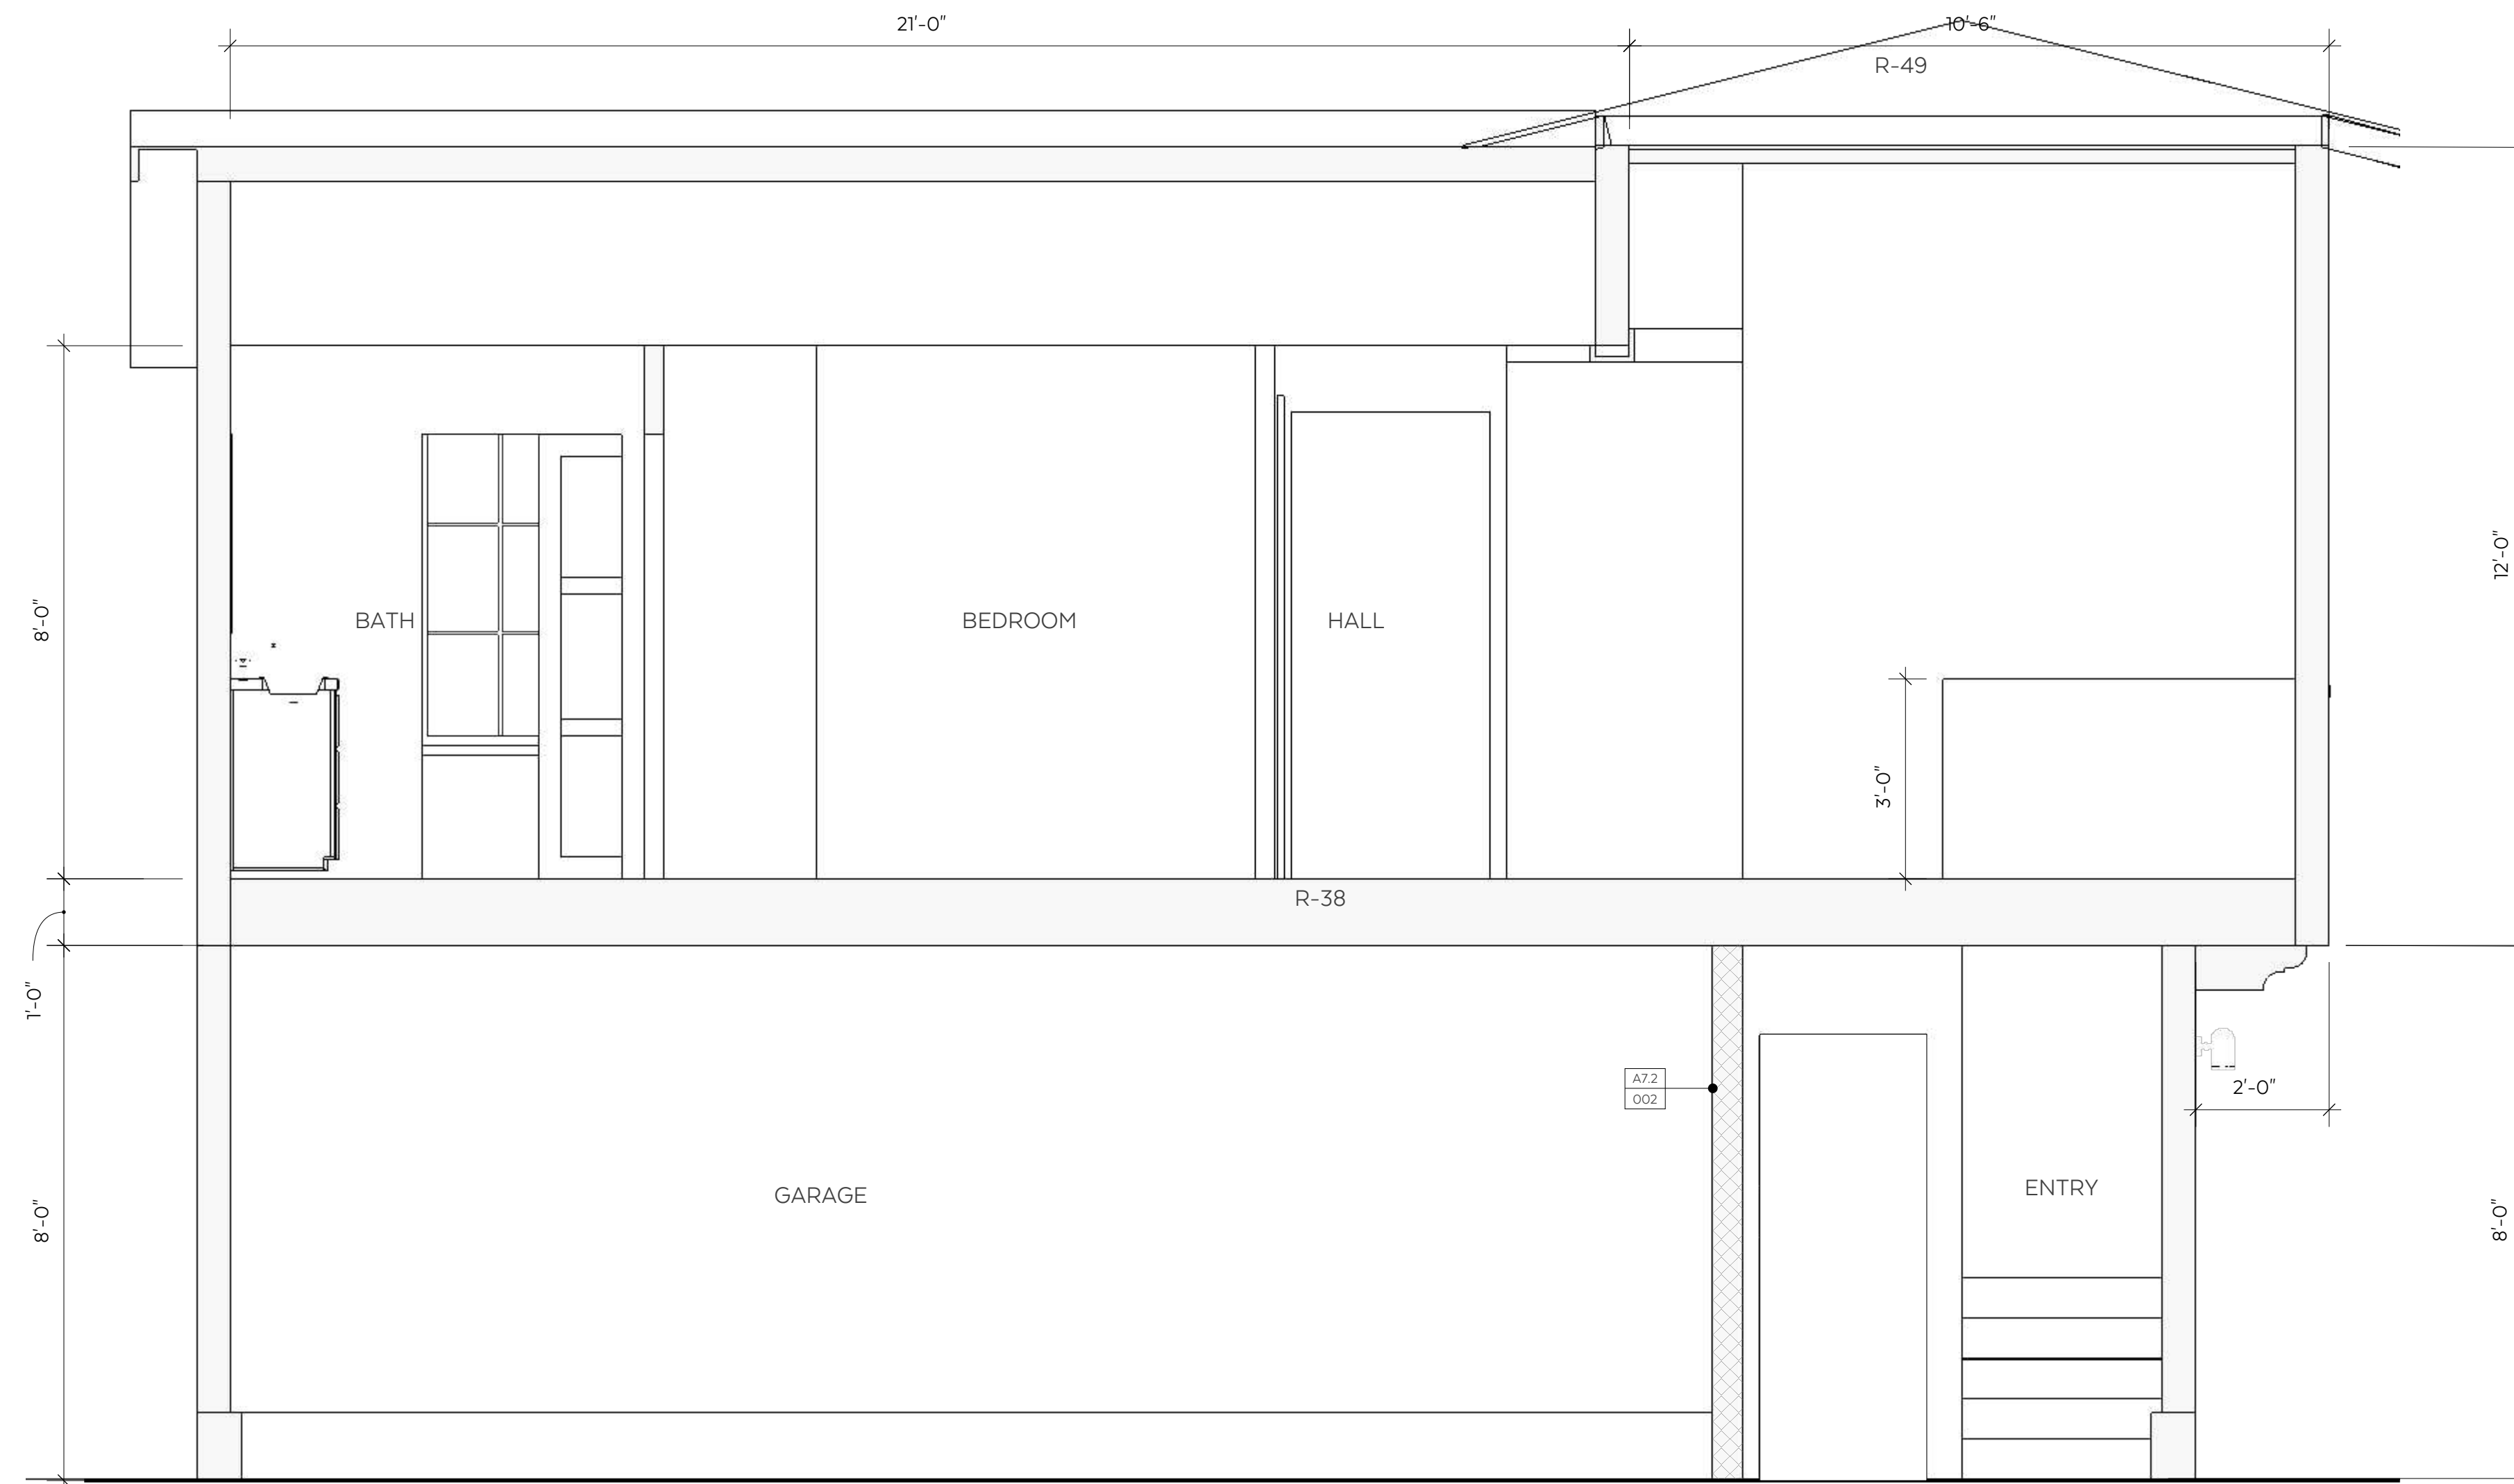 21'-0"
10'-6"
R-49
12'-0"
8'-0"
BATH
BEDROOM
HALL
3'-0"
R-38
1'-0"
A7.2
002
2'-0"
GARAGE
ENTRY
8'-0"
8'-0"